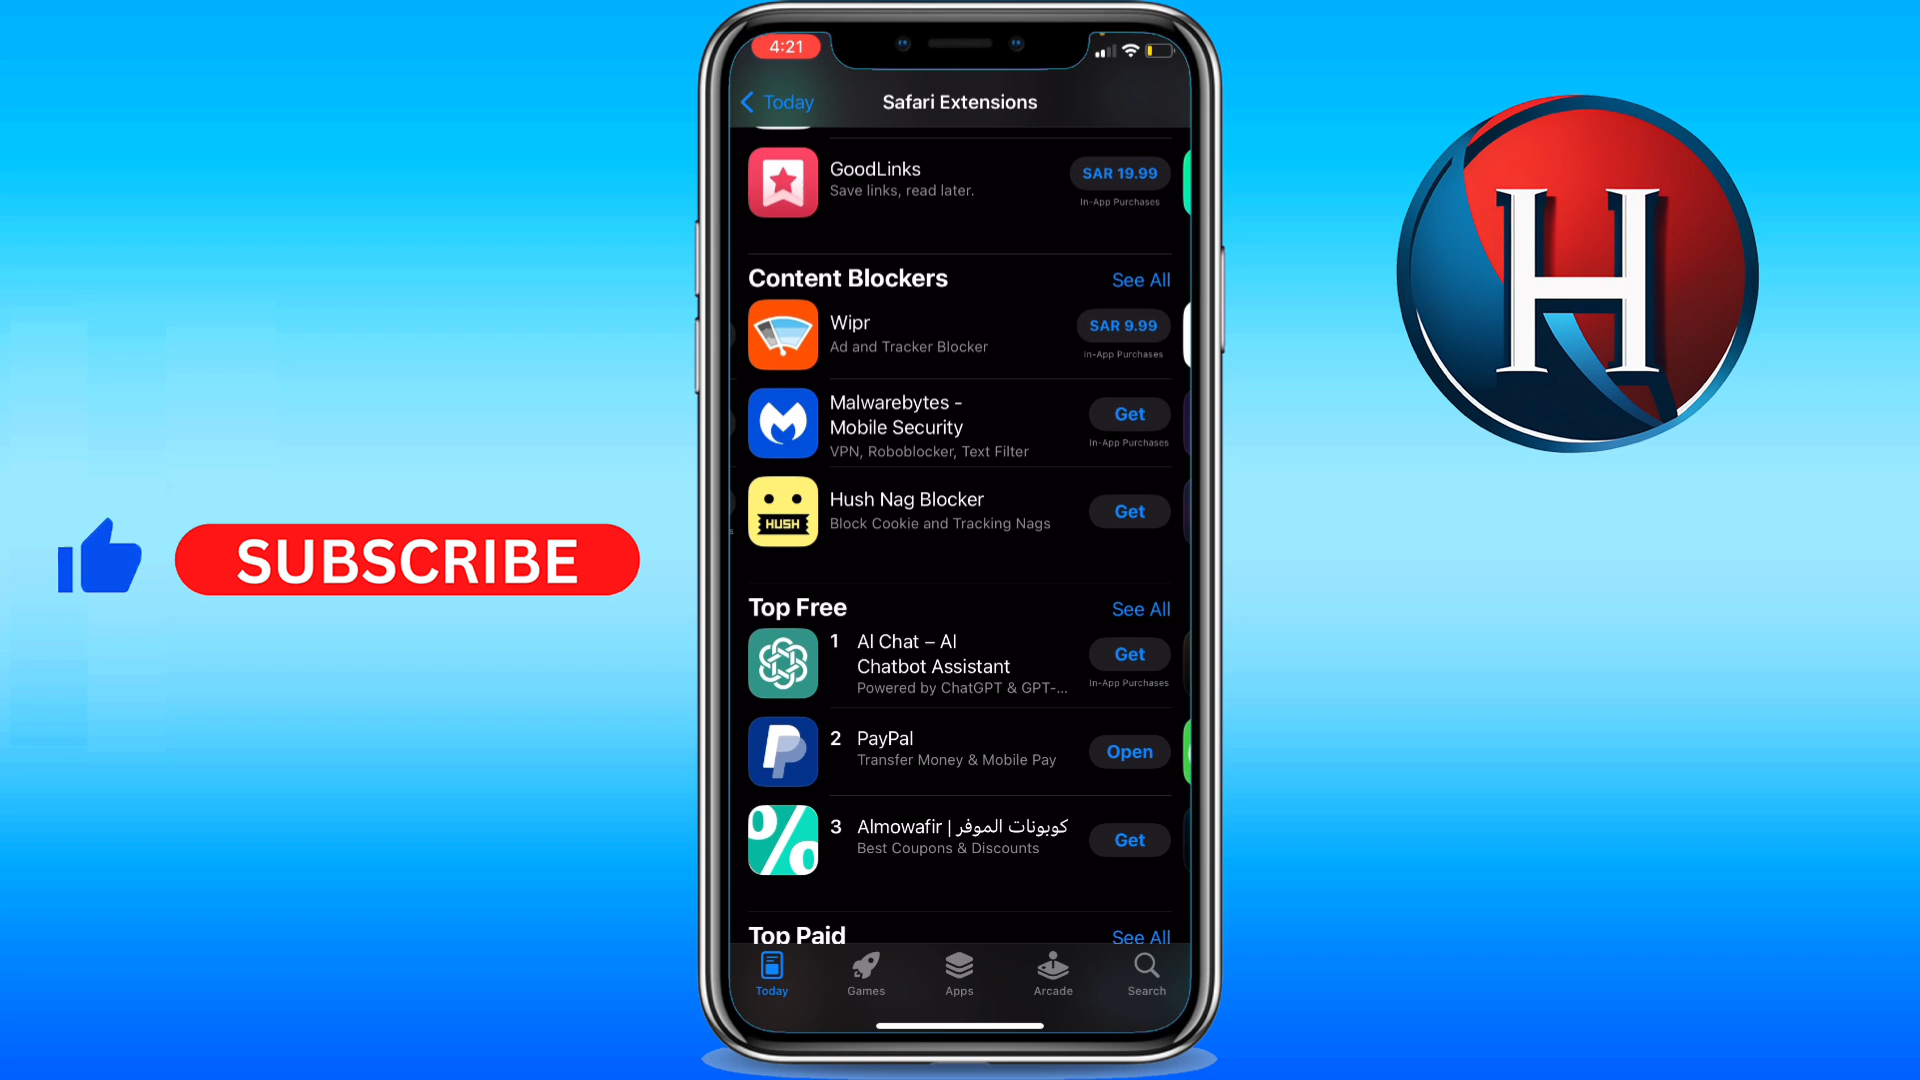 4:21
Today
Safari Extensions
GoodLinks
Save links, read later.
SAR 19.99
In-App Purchases
Content Blockers
See All
Wipr
Ad and Tracker Blocker
SAR 9.99
In-App Purchases
Malwarebytes -
Mobile Security
VPN, Roboblocker, Text Filter
Get
In-App Purchases
HUSH
Hush Nag Blocker
Block Cookie and Tracking Nags
Get
Top Free
See All
1 AI Chat – AI
Chatbot Assistant
Powered by ChatGPT & GPT-...
Get
In-App Purchases
2 PayPal
Transfer Money & Mobile Pay
Open
%
3 Almowafir | كوبونات الموفر
Best Coupons & Discounts
Get
Top Paid
See All
Today
Games
Apps
Arcade
Search
SUBSCRIBE
H